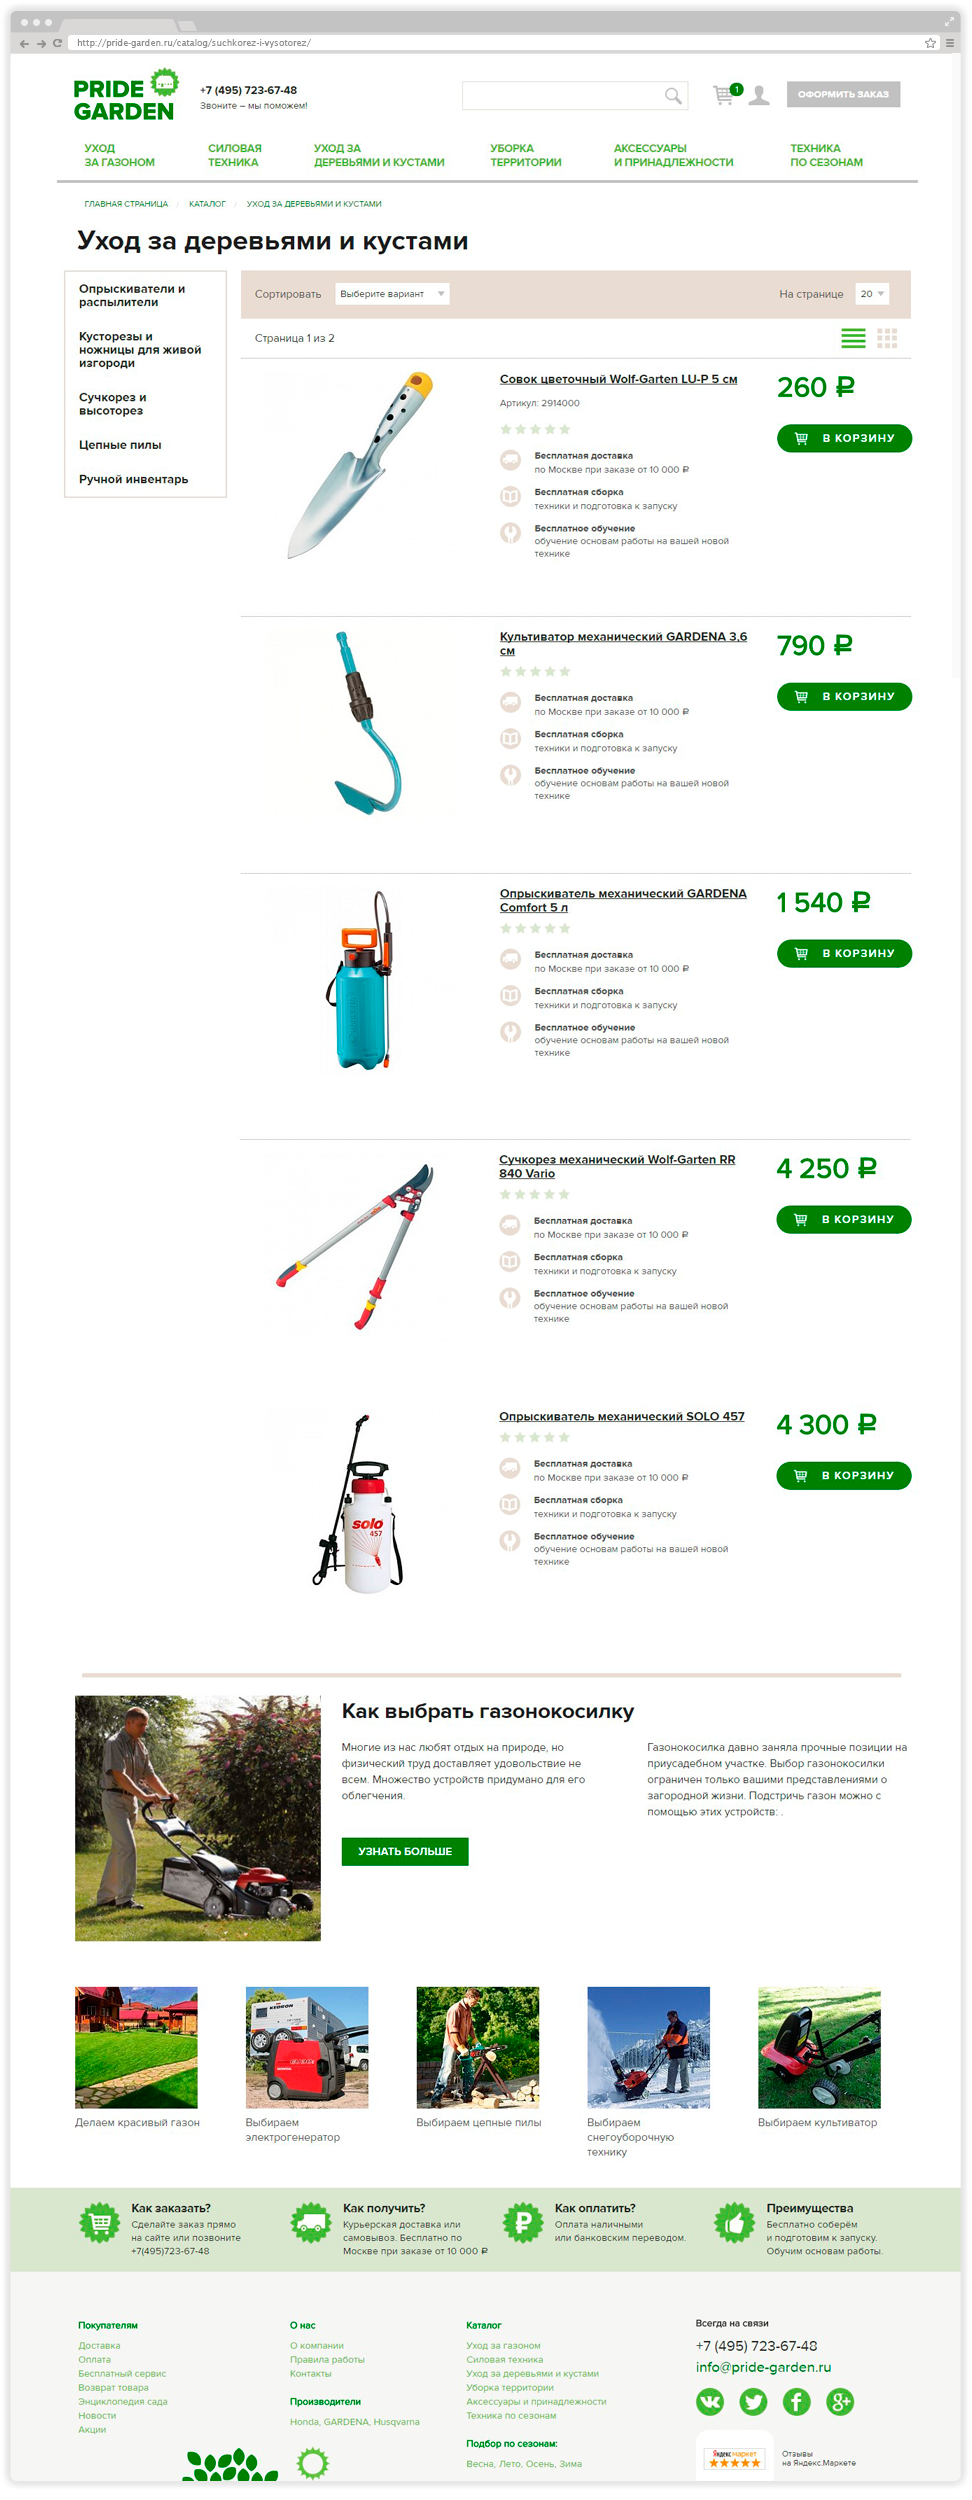 http://pride-garden.ru/catalog/suchkorez-i-vysotorez/
PRIDE
GARDEN
+7 (495) 723-67-48
Звоните – мы поможем!
1
ОФОРМИТЬ ЗАКАЗ
УХОД
ЗА ГАЗОНОМ
СИЛОВАЯ
ТЕХНИКА
УХОД ЗА
ДЕРЕВЬЯМИ И КУСТАМИ
УБОРКА
ТЕРРИТОРИИ
АКСЕССУАРЫ
И ПРИНАДЛЕЖНОСТИ
ТЕХНИКА
ПО СЕЗОНАМ
ГЛАВНАЯ СТРАНИЦА / КАТАЛОГ / УХОД ЗА ДЕРЕВЬЯМИ И КУСТАМИ
Уход за деревьями и кустами
Опрыскиватели и
распылители
Кусторезы и
ножницы для живой
изгороди
Сучкорез и
высоторез
Цепные пилы
Ручной инвентарь
Сортировать Выберите вариант
На странице 20
Страница 1 из 2
Совок цветочный Wolf-Garten LU-P 5 см
Артикул: 2914000
Бесплатная доставка
по Москве при заказе от 10 000 ₽
Бесплатная сборка
техники и подготовка к запуску
Бесплатное обучение
обучение основам работы на вашей новой
технике
260 ₽
В КОРЗИНУ
Культиватор механический GARDENA 3,6
см
Бесплатная доставка
по Москве при заказе от 10 000 ₽
Бесплатная сборка
техники и подготовка к запуску
Бесплатное обучение
обучение основам работы на вашей новой
технике
790 ₽
В КОРЗИНУ
Опрыскиватель механический GARDENA
Comfort 5 л
Бесплатная доставка
по Москве при заказе от 10 000 ₽
Бесплатная сборка
техники и подготовка к запуску
Бесплатное обучение
обучение основам работы на вашей новой
технике
1 540 ₽
В КОРЗИНУ
Сучкорез механический Wolf-Garten RR
840 Vario
Бесплатная доставка
по Москве при заказе от 10 000 ₽
Бесплатная сборка
техники и подготовка к запуску
Бесплатное обучение
обучение основам работы на вашей новой
технике
4 250 ₽
В КОРЗИНУ
solo
457
Опрыскиватель механический SOLO 457
Бесплатная доставка
по Москве при заказе от 10 000 ₽
Бесплатная сборка
техники и подготовка к запуску
Бесплатное обучение
обучение основам работы на вашей новой
технике
4 300 ₽
В КОРЗИНУ
Как выбрать газонокосилку
Многие из нас любят отдых на природе, но
физический труд доставляет удовольствие не
всем. Множество устройств придумано для его
облегчения.
Газонокосилка давно заняла прочные позиции на
приусадебном участке. Выбор газонокосилки
ограничен только вашими представлениями о
загородной жизни. Подстричь газон можно с
помощью этих устройств: .
УЗНАТЬ БОЛЬШЕ
Делаем красивый газон
Выбираем
электрогенератор
Выбираем цепные пилы
Выбираем
снегоуборочную
технику
Выбираем культиватор
Как заказать?
Сделайте заказ прямо
на сайте или позвоните
+7(495)723-67-48
Как получить?
Курьерская доставка или
самовывоз. Бесплатно по
Москве при заказе от 10 000 ₽
Как оплатить?
Оплата наличными
или банковским переводом.
Преимущества
Бесплатно соберём
и подготовим к запуску.
Обучим основам работы.
Покупателям
Доставка
Оплата
Бесплатный сервис
Возврат товара
Энциклопедия сада
Новости
Акции
О нас
О компании
Правила работы
Контакты
Производители
Honda, GARDENA, Husqvarna
Каталог
Уход за газоном
Силовая техника
Уход за деревьями и кустами
Уборка территории
Аксессуары и принадлежности
Техника по сезонам
Подбор по сезонам:
Весна, Лето, Осень, Зима
Всегда на связи
+7 (495) 723-67-48
info@pride-garden.ru
Яндекс маркет
Отзывы
на Яндекс.Маркете